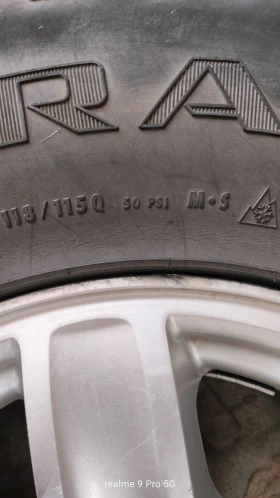 RA
118/115Q 50 PSI M+S
realme 9 Pro 5G